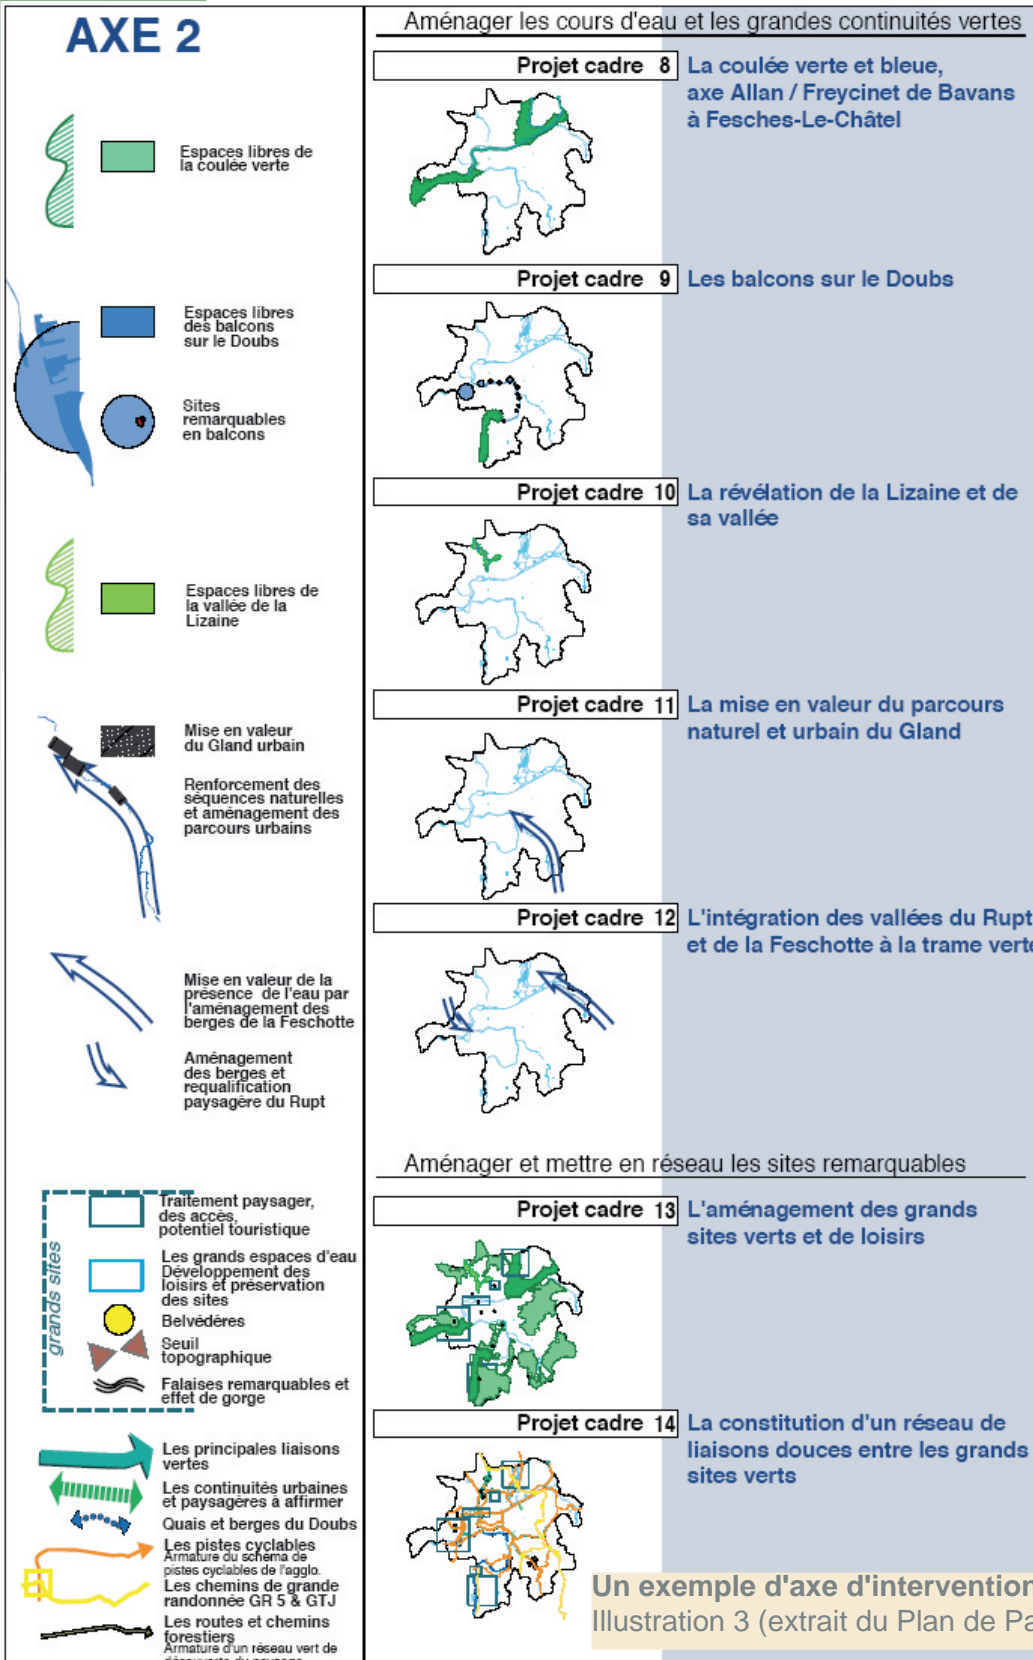 AXE 2
Aménager les cours d'eau et les grandes continuités vertes
Projet cadre 8
La coulée verte et bleue,
axe Allan / Freycinet de Bavans
à Fesches-Le-Châtel
Espaces libres de
la coulée verte
Projet cadre 9
Les balcons sur le Doubs
Espaces libres
des balcons
sur le Doubs
Sites
remarquables
en balcons
Projet cadre 10
La révélation de la Lizaine et de
sa vallée
Espaces libres de
la vallée de la
Lizaine
Projet cadre 11
La mise en valeur du parcours
naturel et urbain du Gland
Mise en valeur
du Gland urbain
Renforcement des
séquences naturelles
et aménagement des
parcours urbains
Projet cadre 12
L'intégration des vallées du Rupt
et de la Feschotte à la trame verte
Mise en valeur de la
présence de l'eau par
l'aménagement des
berges de la Feschotte
Aménagement
des berges et
requalification
paysagère du Rupt
Aménager et mettre en réseau les sites remarquables
Projet cadre 13
L'aménagement des grands
sites verts et de loisirs
grands sites
Traitement paysager,
des accès,
potentiel touristique
Les grands espaces d'eau
Développement des
loisirs et préservation
des sites
Belvédères
Seuil
topographique
Falaises remarquables et
effet de gorge
Projet cadre 14
La constitution d'un réseau de
liaisons douces entre les grands
sites verts
Les principales liaisons
vertes
Les continuités urbaines
et paysagères à affirmer
Quais et berges du Doubs
Les pistes cyclables
Armature du schéma de
pistes cyclables de l'agglo.
Les chemins de grande
randonnée GR 5 & GTJ
Les routes et chemins
forestiers
Armature d'un réseau vert de
Un exemple d'axe d'intervention
Illustration 3 (extrait du Plan de Pa